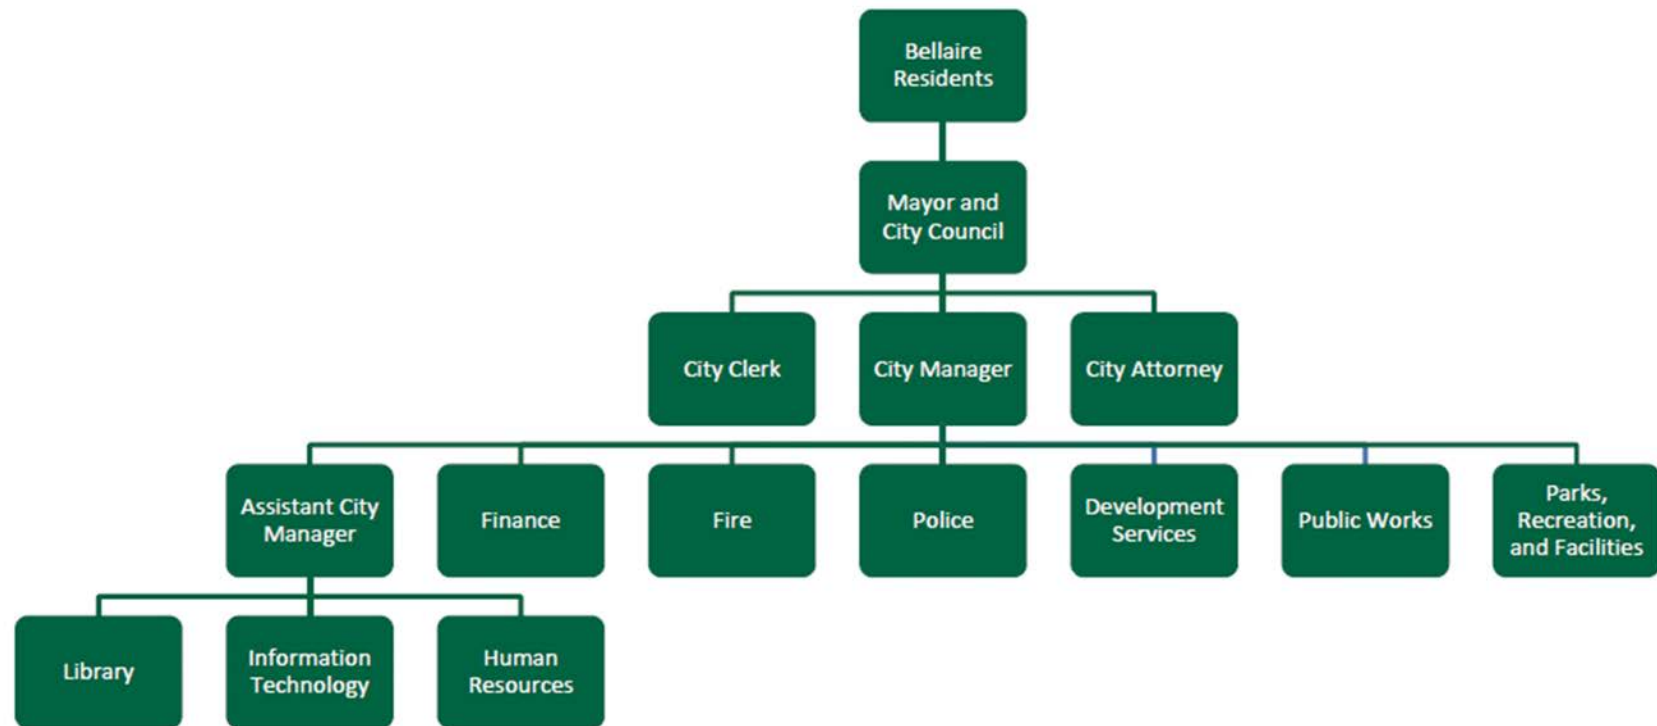 Bellaire
Residents
Mayor and
City Council
City Clerk
City Manager
City Attorney
Assistant City
Manager
Finance
Fire
Police
Development
Services
Public Works
Parks,
Recreation,
and Facilities
Library
Information
Technology
Human
Resources